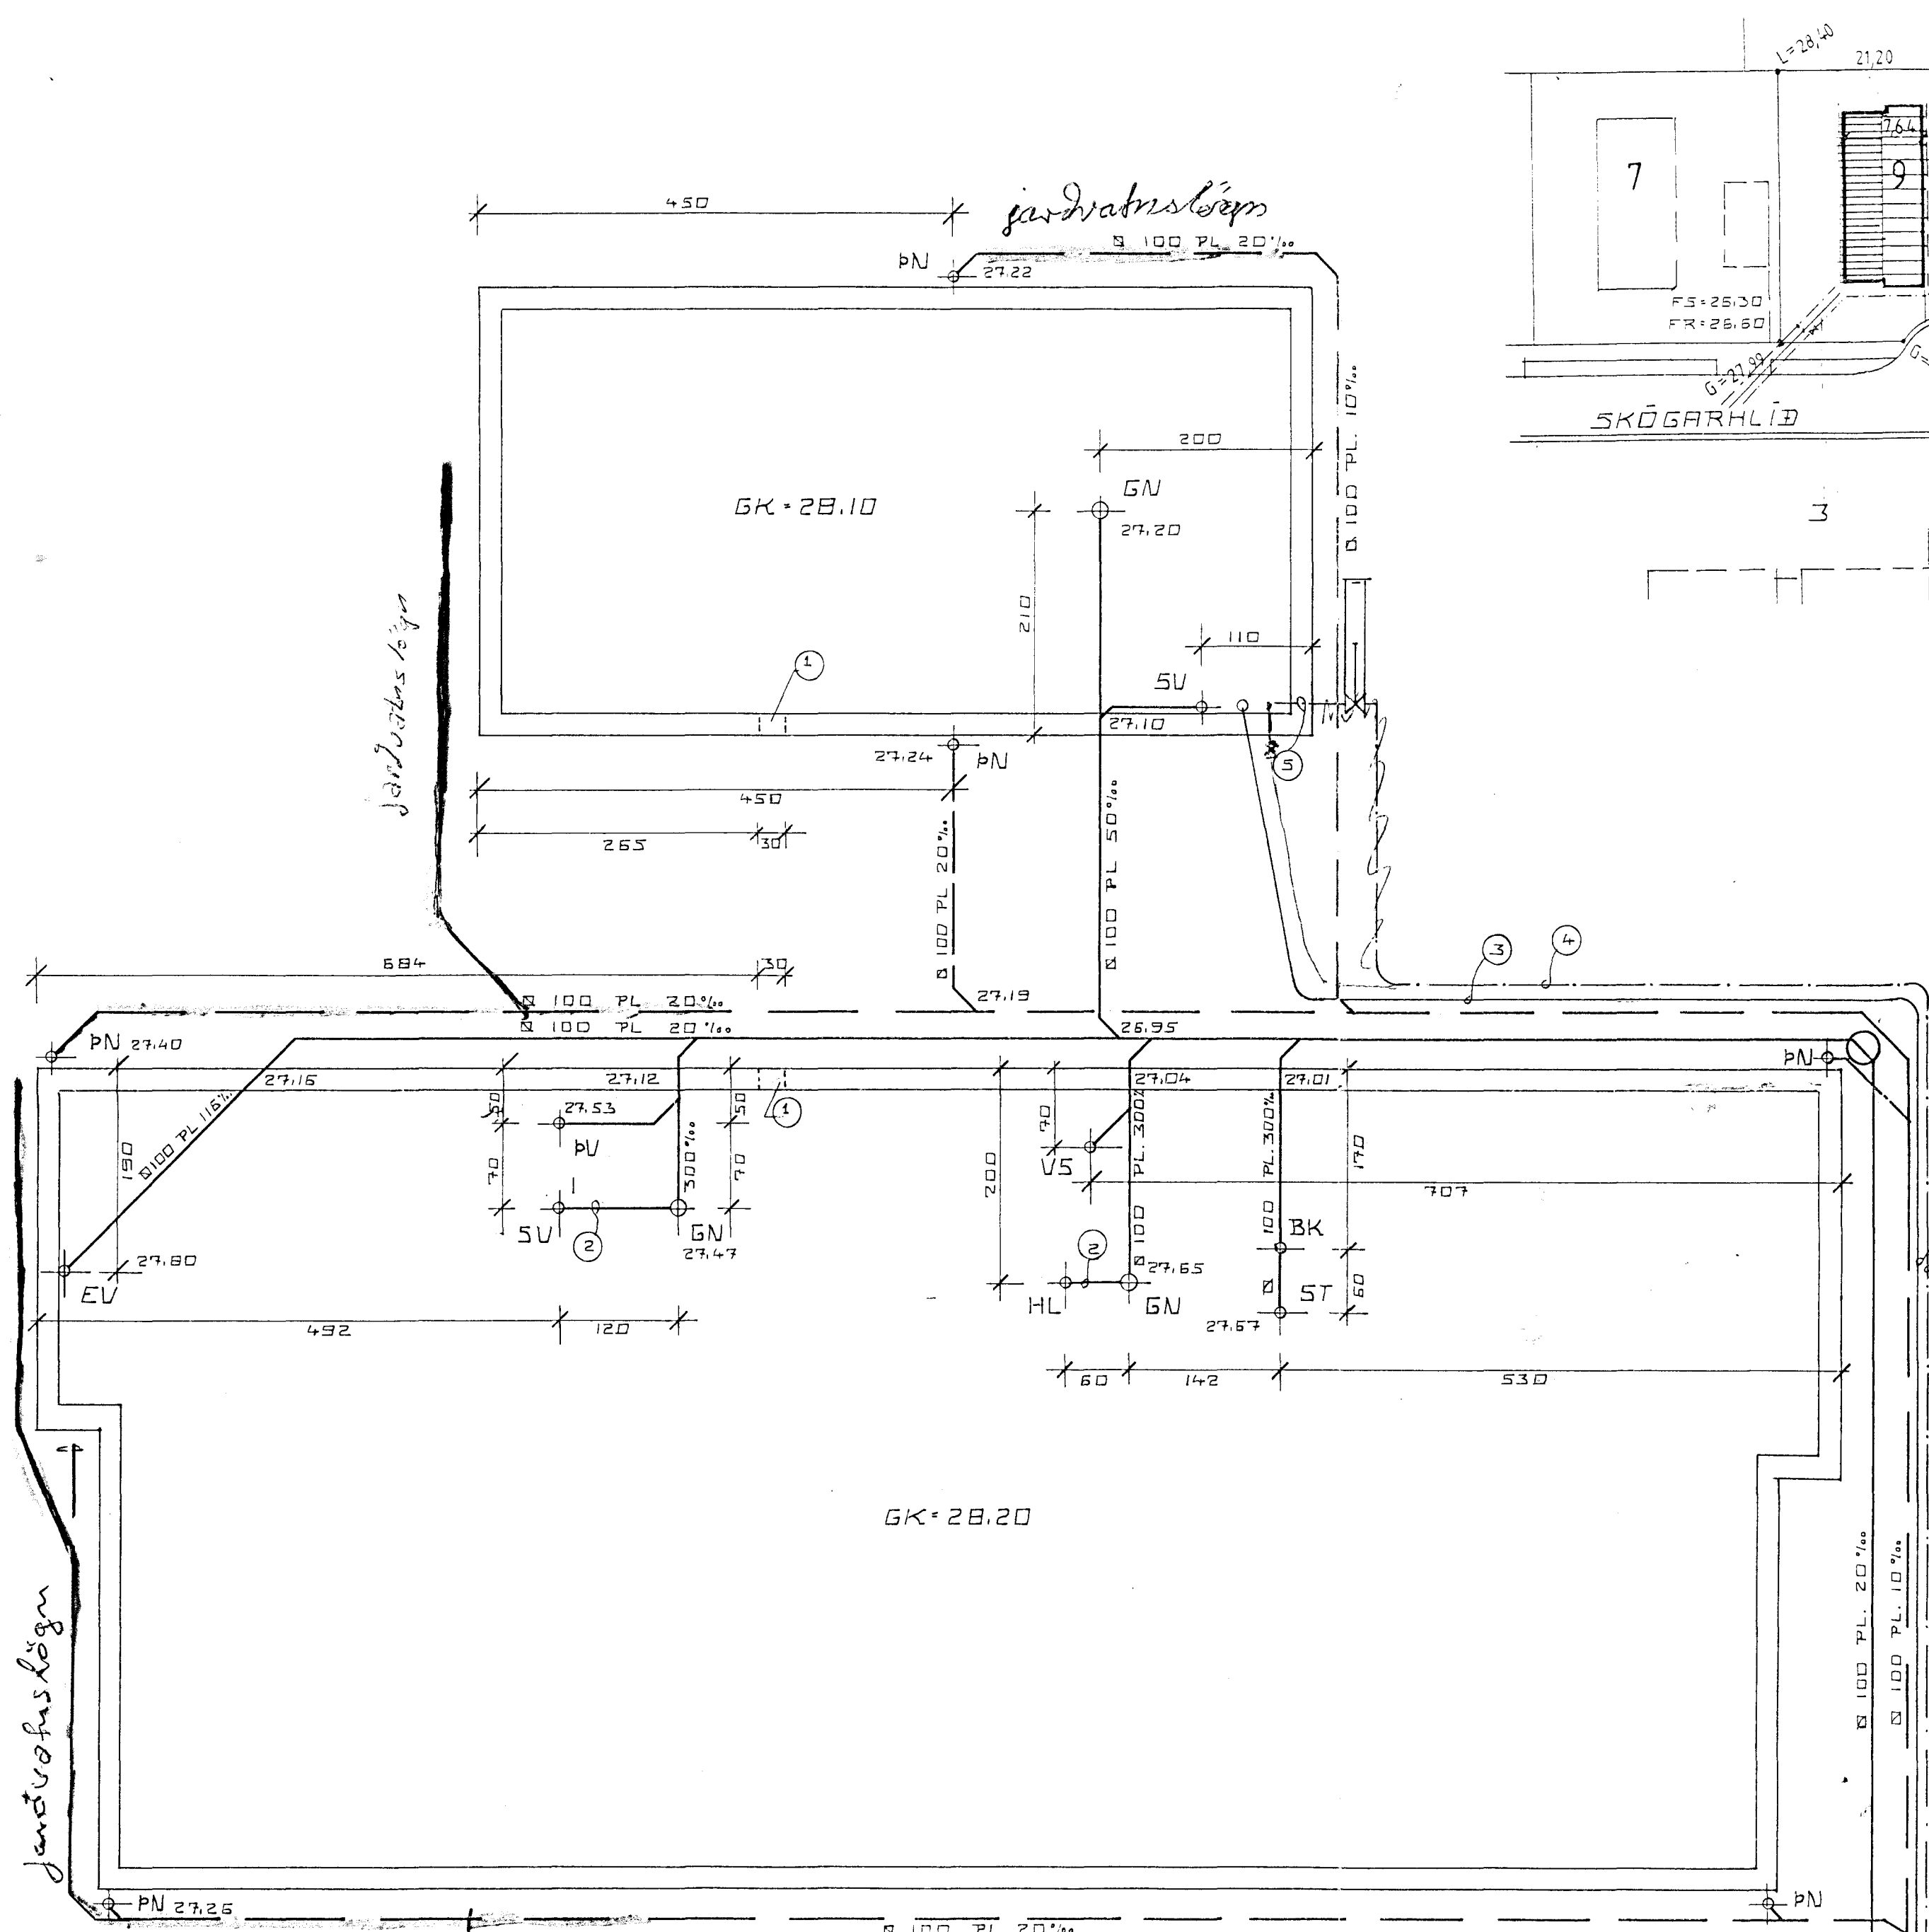 L=28,40
21,20
7
7,64
9
FS=26,30
FR=26,60
G=27,99
SKÓGARHLÍÐ
3
450
jarðvatnslögn
ÞN
27.22
Ø 100 PL 20‰
Ø 100 PL. 10‰
200
GN
27.20
GK=28.10
210
110
1
SV
27.10
5
27.24
ÞN
jarðvatnslögn
450
265
30
Ø 100 PL 20‰
Ø 100 PL 50‰
3
4
684
30
Ø 100 PL 20‰
27.19
Ø 100 PL 20‰
26.95
ÞN 27.40
ÞN
27.16
27.12
27.04
27.01
50
27.53
50
1
70
Ø100 PL 116‰
190
ÞV
VS
PL. 300‰
PL. 300‰
170
70
300‰
70
200
707
SV
2
GN
27.47
2
Ø 100
Ø 100
BK
27.80
EV
27.65
HL
GN
ST
60
27.67
492
120
60
142
530
GK=28.20
Ø 100 PL. 20‰
Ø 100 PL. 10‰
jarðvatnslögn
ÞN 27.26
ÞN
Ø 100 PL 20‰